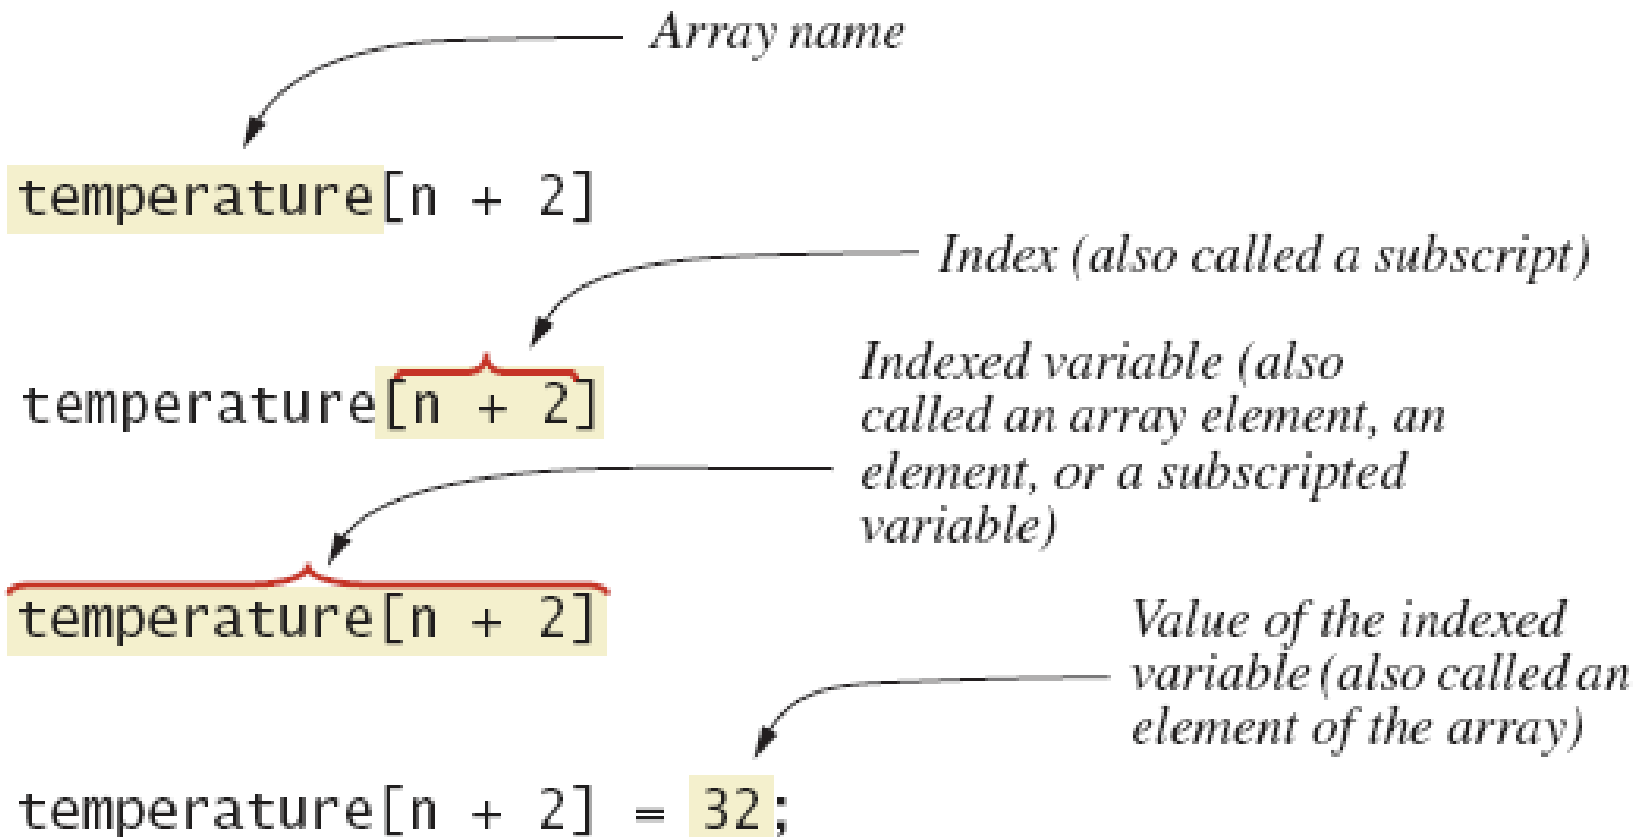 Array name
temperature[n + 2]
Index (also called a subscript)
temperature[n + 2]
Indexed variable (also
called an array element, an
element, or a subscripted
variable)
temperature[n + 2]
Value of the indexed
variable (also called an
element of the array)
temperature[n + 2] = 32;